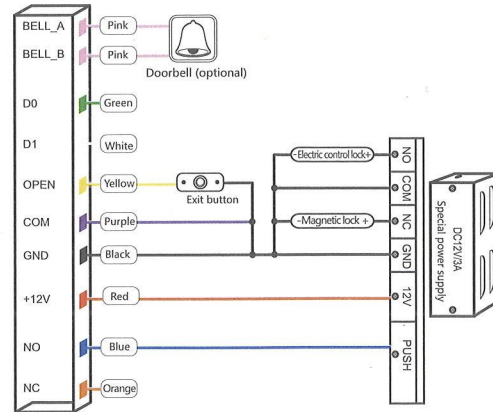 BELL_A
Pink
BELL_B
Pink
Doorbell (optional)
D0
Green
D1
White
OPEN
Yellow
Exit button
COM
Purple
GND
Black
+12V
Red
NO
Blue
NC
Orange
-Electric control lock+
-Magnetic lock +
NO
COM
NC
GND
12V
PUSH
DC12V/3A
Special power supply